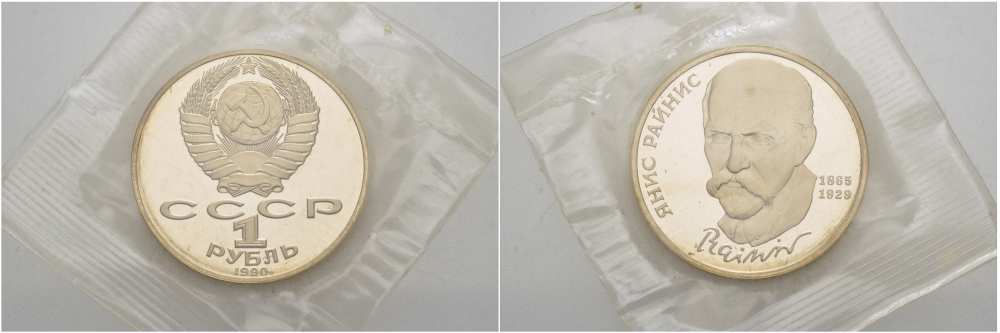 СССР
1
РУБЛЬ
1990
ЯНИС РАЙНИС
1865
1929
Rainis